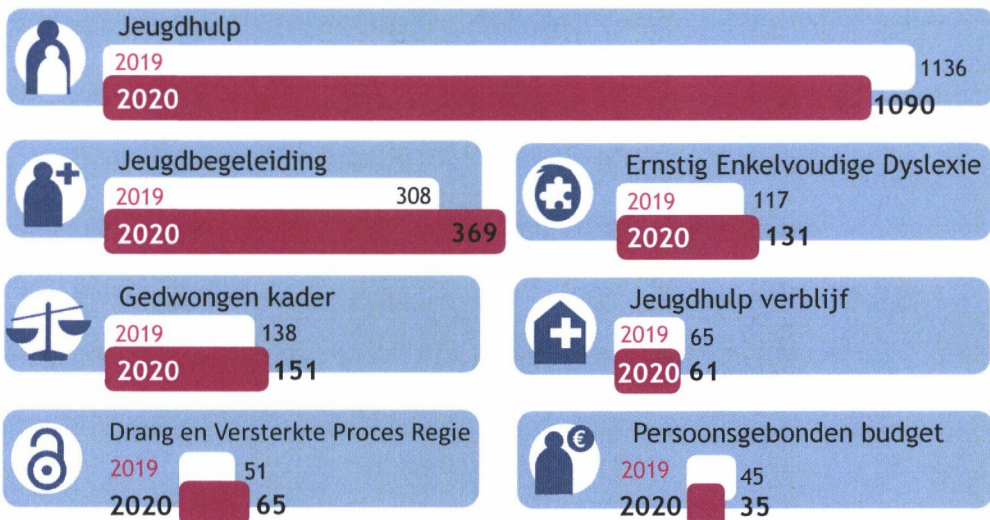 Jeugdhulp
2019 1136
2020 1090
Jeugdbegeleiding
2019 308
2020 369
Ernstig Enkelvoudige Dyslexie
2019 117
2020 131
Gedwongen kader
2019 138
2020 151
Jeugdhulp verblijf
2019 65
2020 61
Drang en Versterkte Proces Regie
2019 51
2020 65
€
Persoonsgebonden budget
2019 45
2020 35